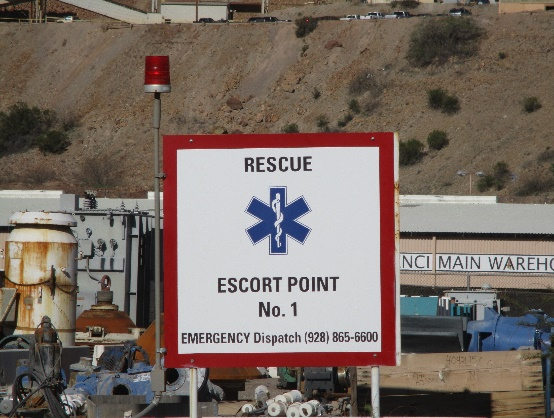 RESCUE
ESCORT POINT
No. 1
EMERGENCY Dispatch (928) 865-6600
NCI MAIN WAREHO